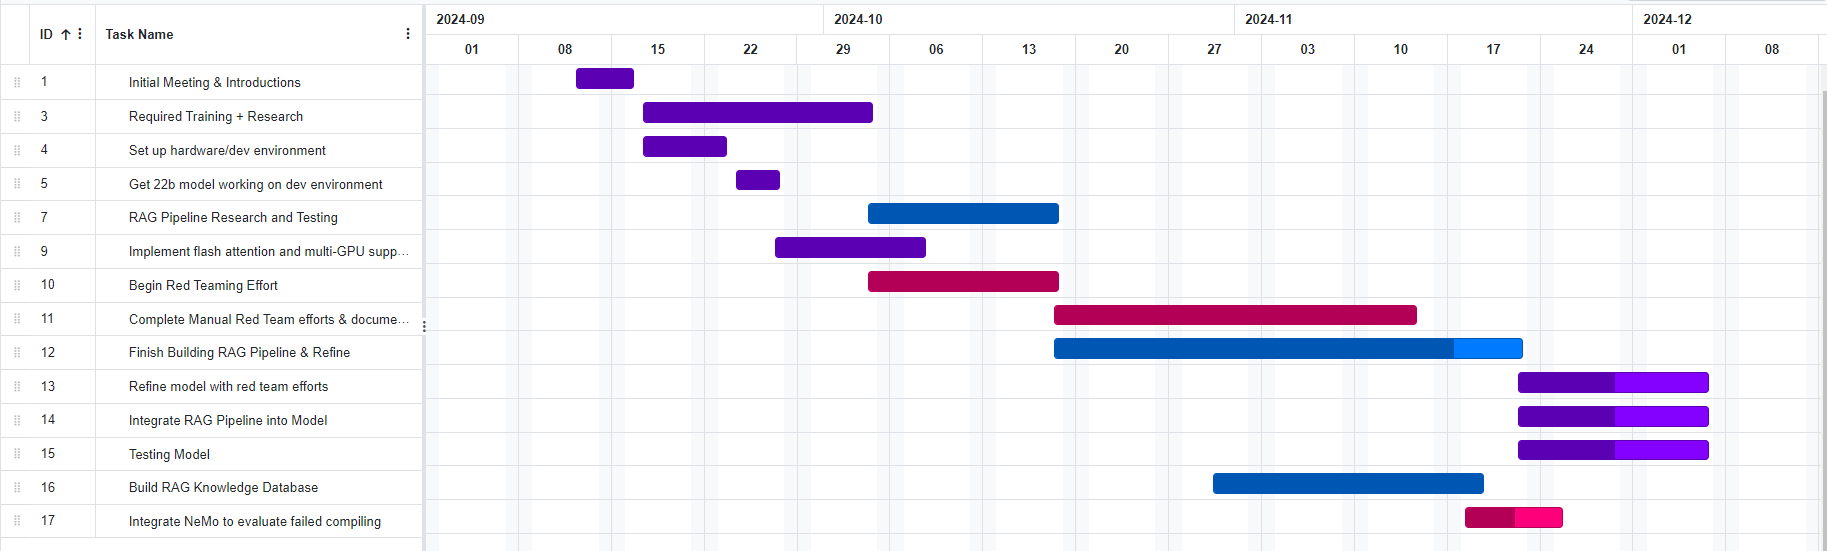 2024-09 2024-10 2024-11 2024-12
ID Task Name
01 08 15 22 29 06 13 20 27 03 10 17 24 01 08
1 Initial Meeting & Introductions
3 Required Training + Research
4 Set up hardware/dev environment
5 Get 22b model working on dev environment
7 RAG Pipeline Research and Testing
9 Implement flash attention and multi-GPU supp...
10 Begin Red Teaming Effort
11 Complete Manual Red Team efforts & docume...
12 Finish Building RAG Pipeline & Refine
13 Refine model with red team efforts
14 Integrate RAG Pipeline into Model
15 Testing Model
16 Build RAG Knowledge Database
17 Integrate NeMo to evaluate failed compiling